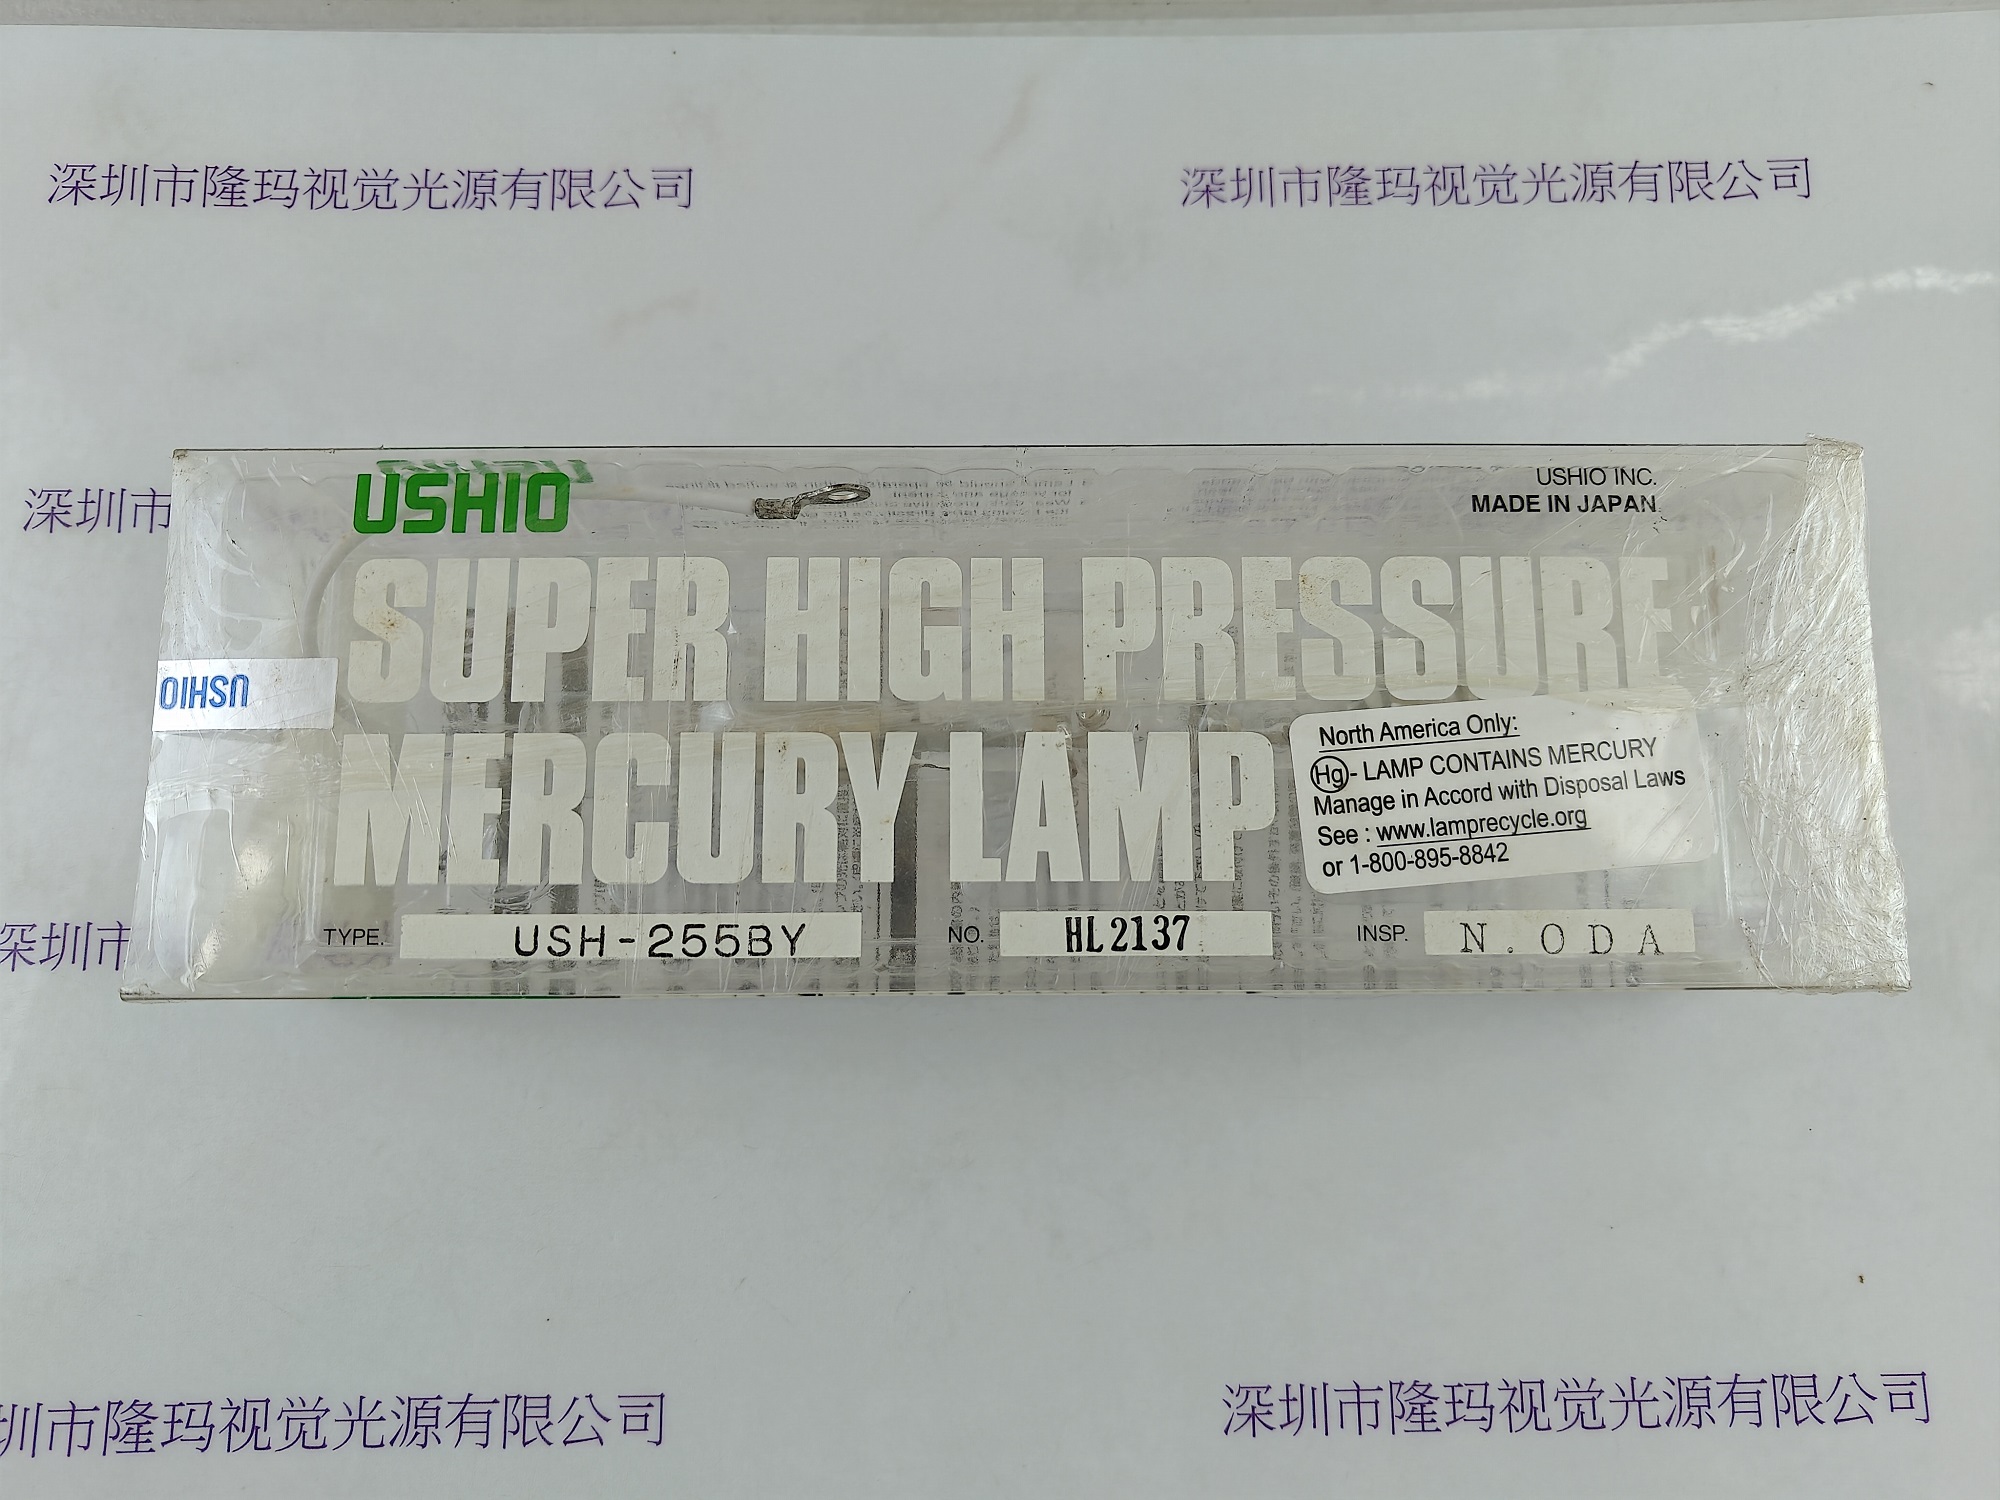 深圳市隆玛视觉光源有限公司
深圳市隆玛视觉光源有限公司
深圳市
USHIO
USHIO INC.
MADE IN JAPAN
SUPER HIGH PRESSURE
MERCURY LAMP
USHIO
North America Only:
Hg - LAMP CONTAINS MERCURY
Manage in Accord with Disposal Laws
See : www.lamprecycle.org
or 1-800-895-8842
TYPE. USH-255BY NO. HL2137 INSP. N.ODA
深圳市
圳市隆玛视觉光源有限公司
深圳市隆玛视觉光源有限公司